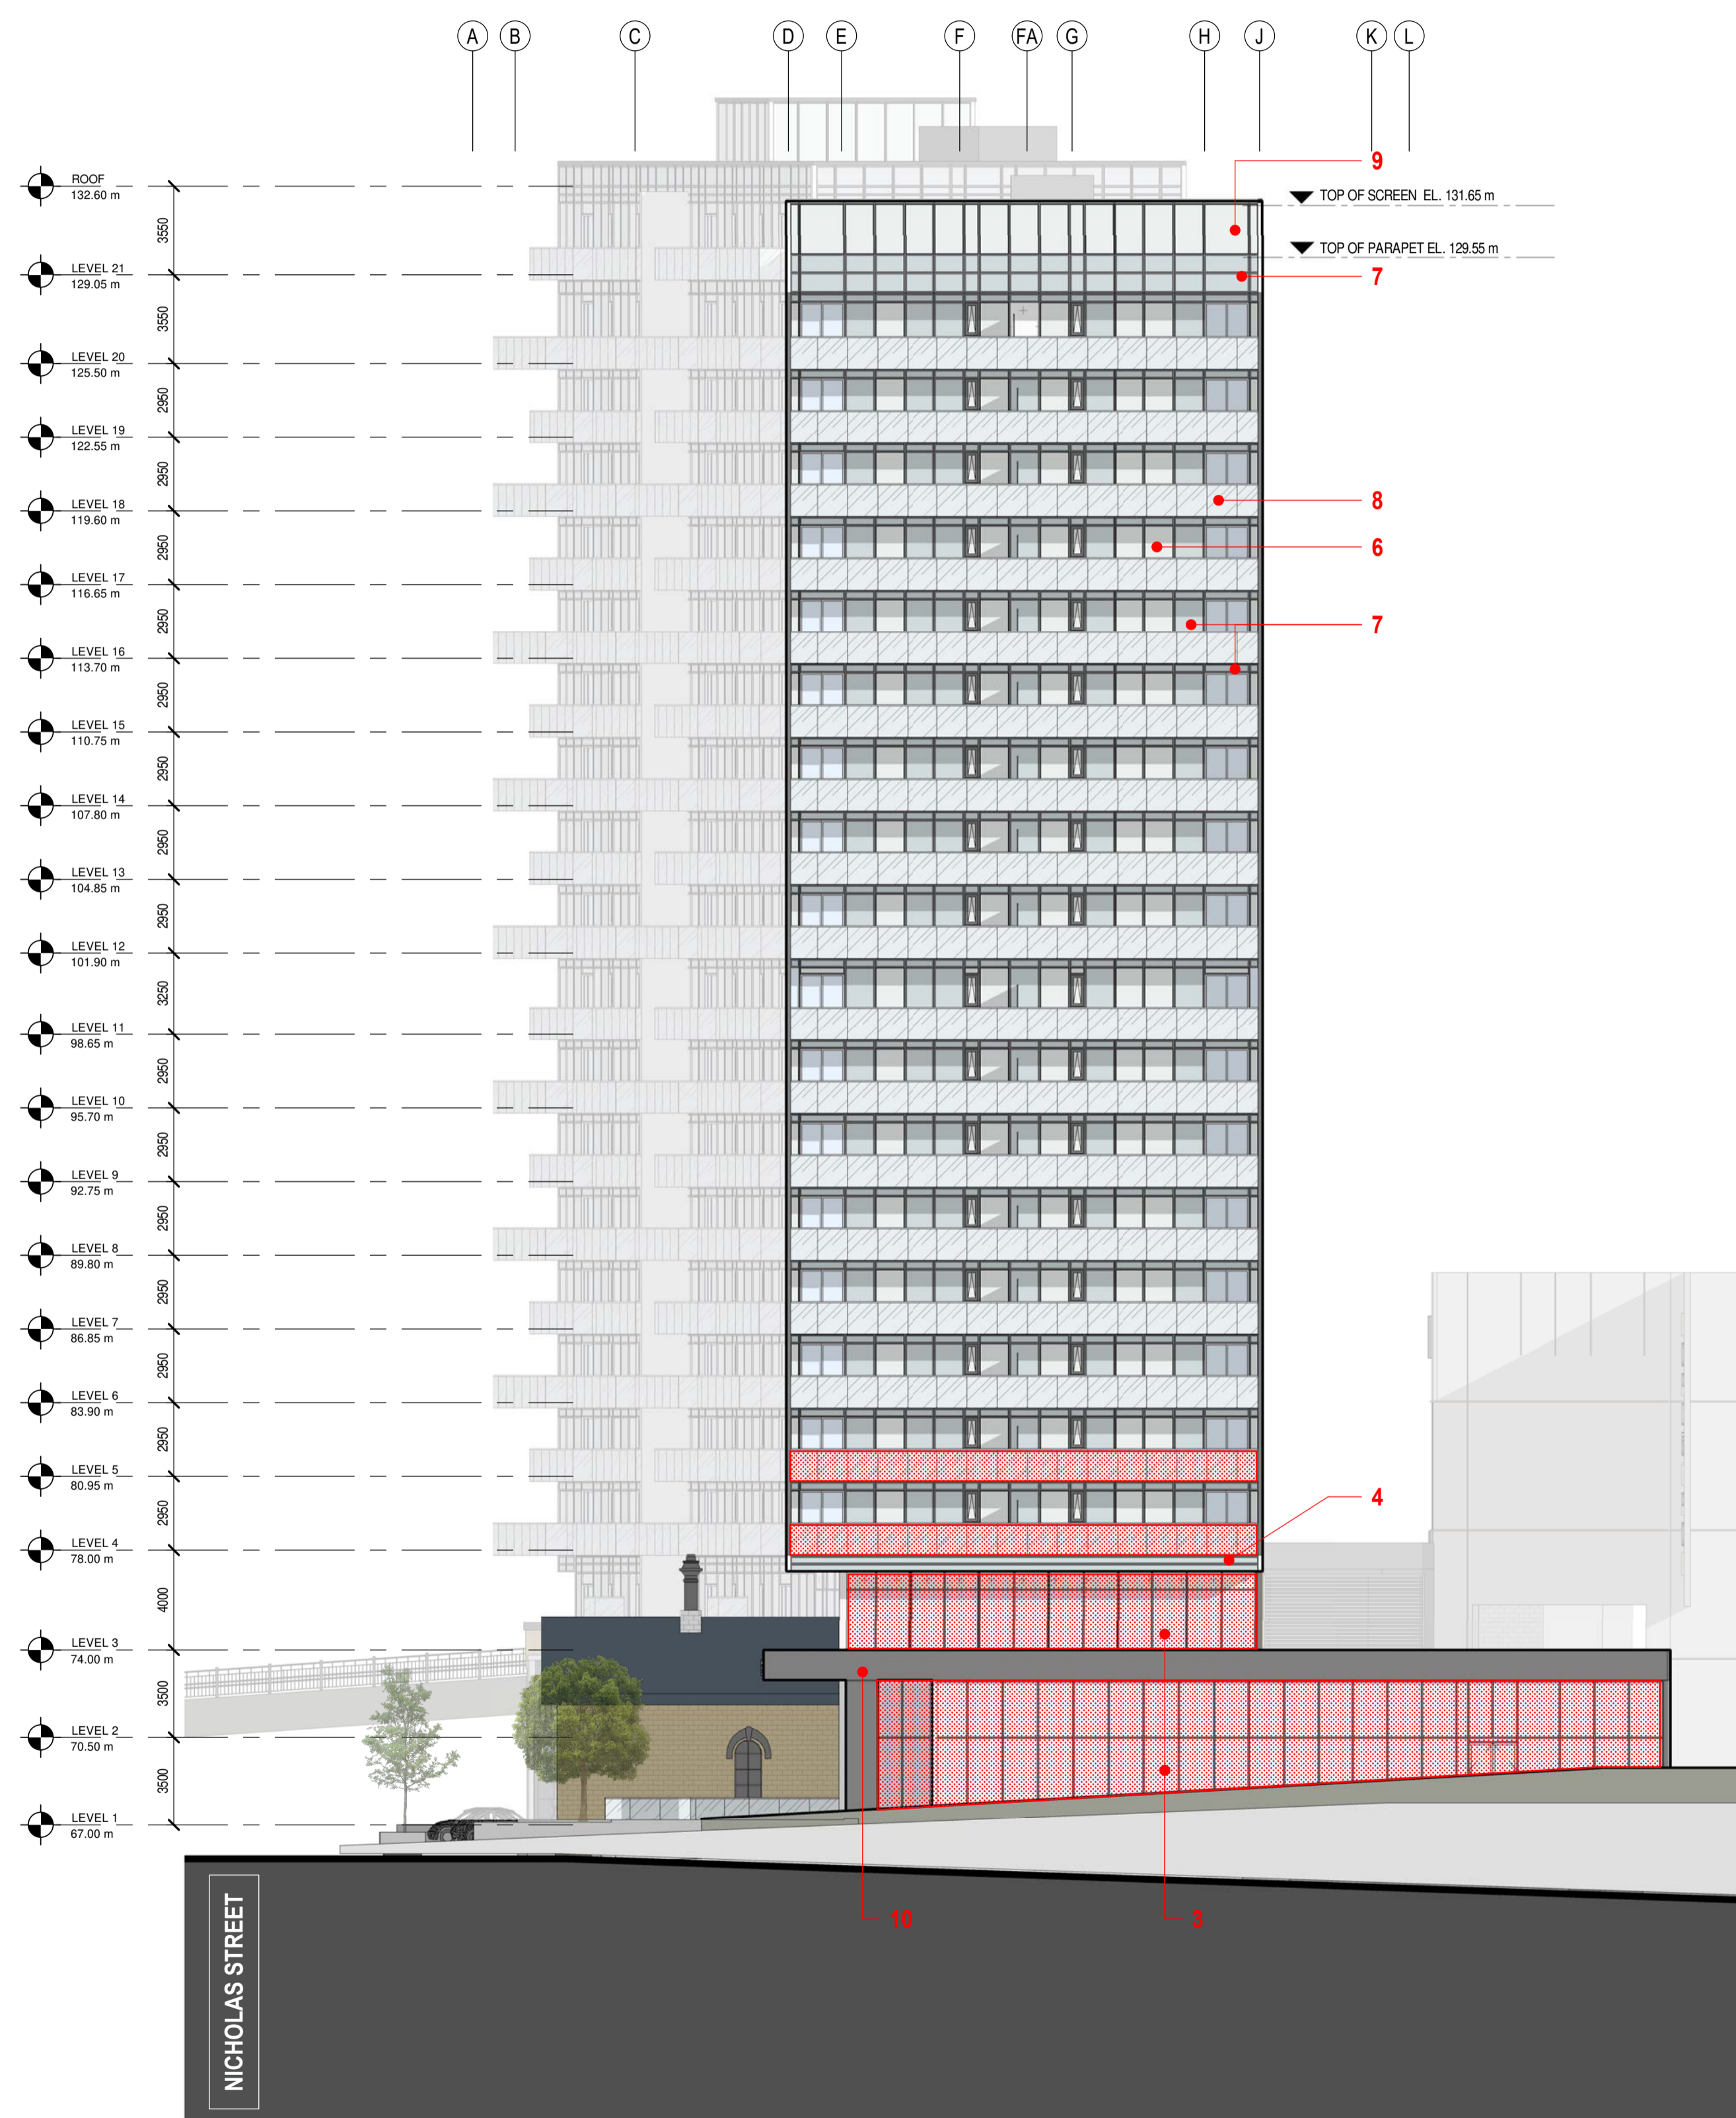 A B C D E F FA G H J K L
9
ROOF
132.60 m
TOP OF SCREEN EL. 131.65 m
3550
TOP OF PARAPET EL. 129.55 m
LEVEL 21
129.05 m
7
3550
LEVEL 20
125.50 m
2950
LEVEL 19
122.55 m
2950
8
LEVEL 18
119.60 m
2950
6
LEVEL 17
116.65 m
2950
7
LEVEL 16
113.70 m
2950
LEVEL 15
110.75 m
2950
LEVEL 14
107.80 m
2950
LEVEL 13
104.85 m
2950
LEVEL 12
101.90 m
3250
LEVEL 11
98.65 m
2950
LEVEL 10
95.70 m
2950
LEVEL 9
92.75 m
2950
LEVEL 8
89.80 m
2950
LEVEL 7
86.85 m
2950
LEVEL 6
83.90 m
2950
LEVEL 5
80.95 m
4
2950
LEVEL 4
78.00 m
4000
LEVEL 3
74.00 m
3500
LEVEL 2
70.50 m
3500
LEVEL 1
67.00 m
10
3
NICHOLAS STREET